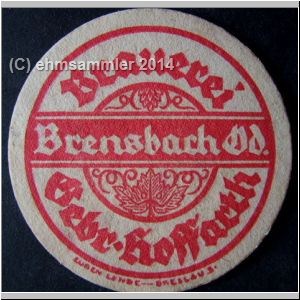 (C) ehmsammler 2014
Brauerei
Brensbach Od.
Gebr. Hoffarth